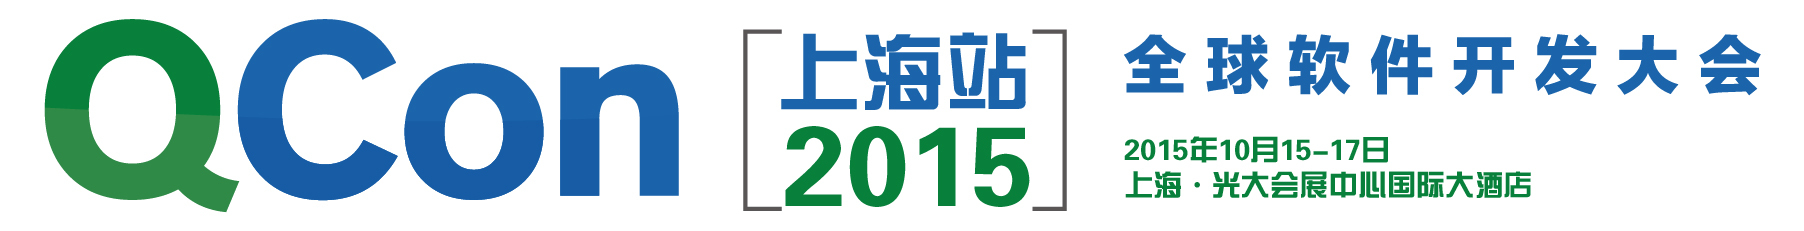 QCon
[上海站
2015]
全球软件开发大会
2015年10月15-17日
上海·光大会展中心国际大酒店